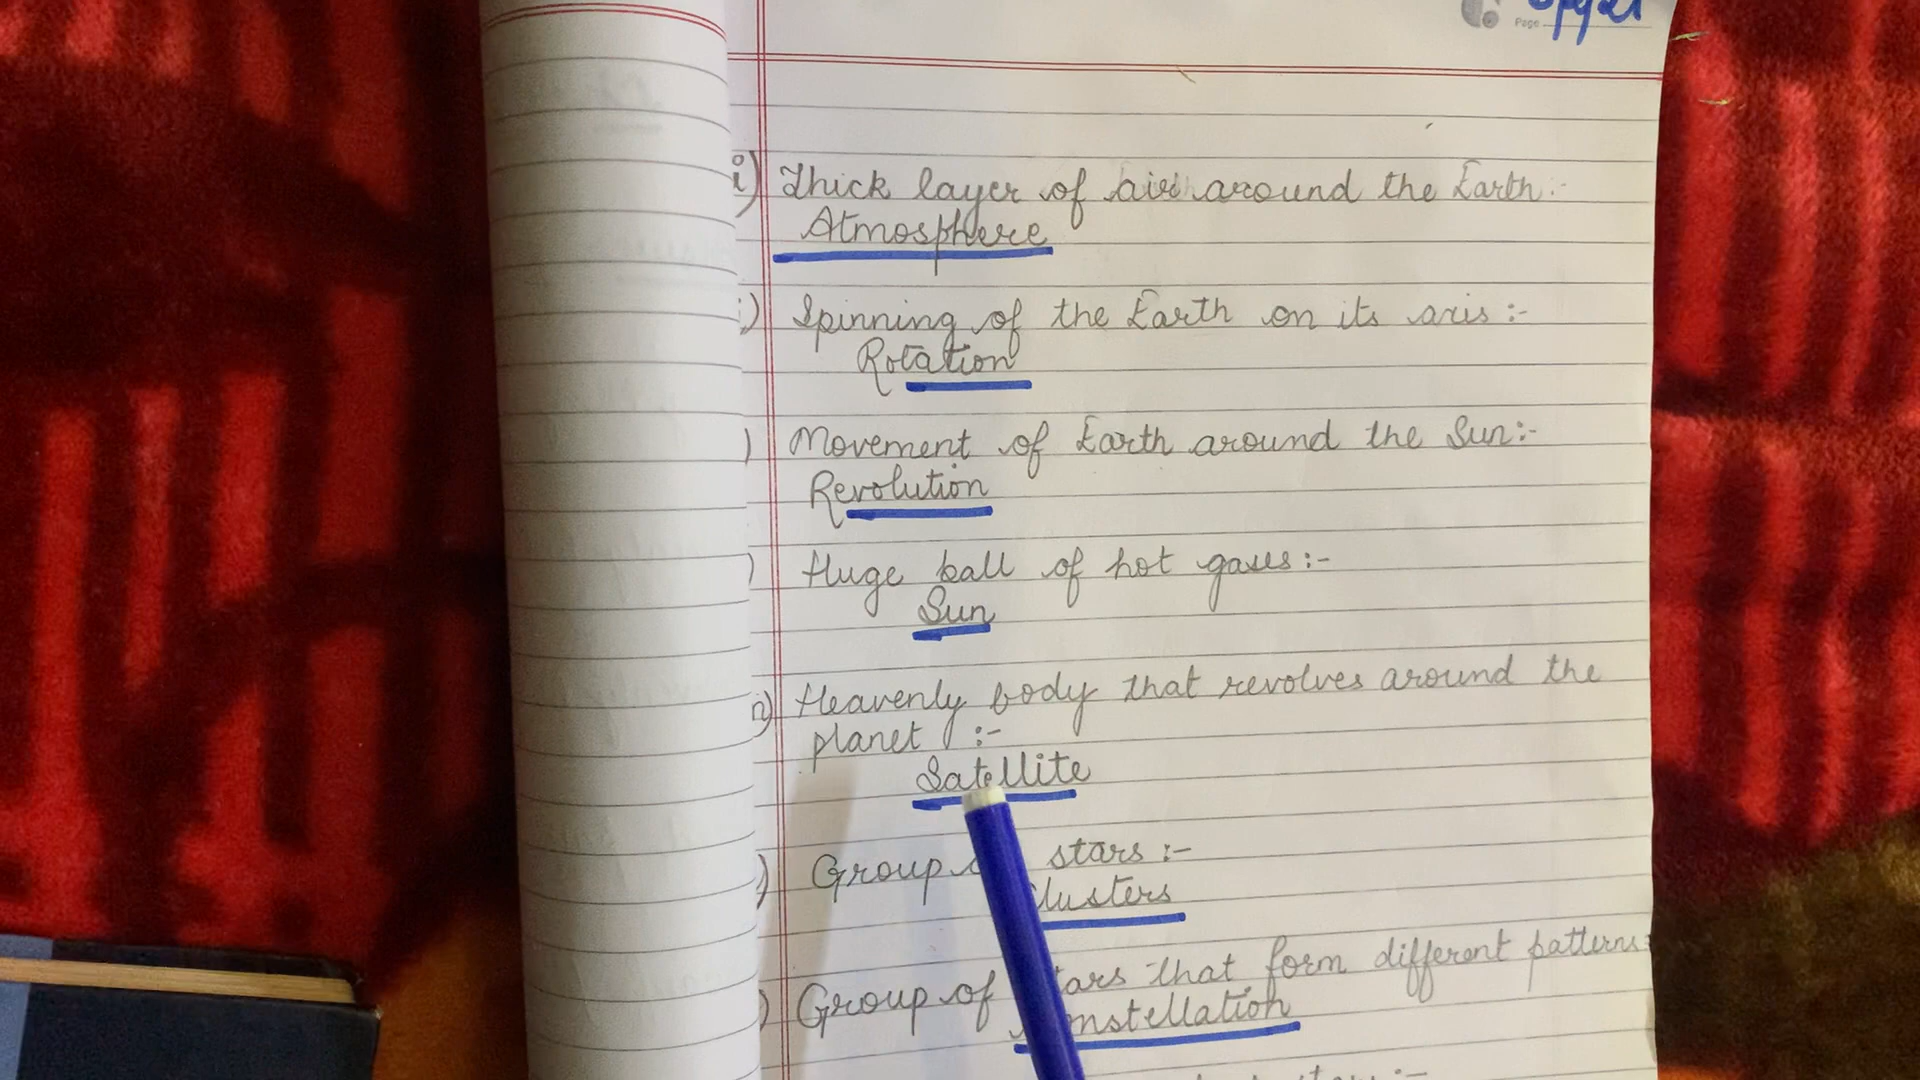 Page
i) Thick layer of air around the Earth :-
Atmosphere
i) Spinning of the Earth on its axis :-
Rotation
) Movement of Earth around the Sun :-
Revolution
) Huge ball of hot gases :-
Sun
) Heavenly body that revolves around the
planet :-
Satellite
) Group stars :-
lusters
) Group of tars that form different patterns :
nstellation